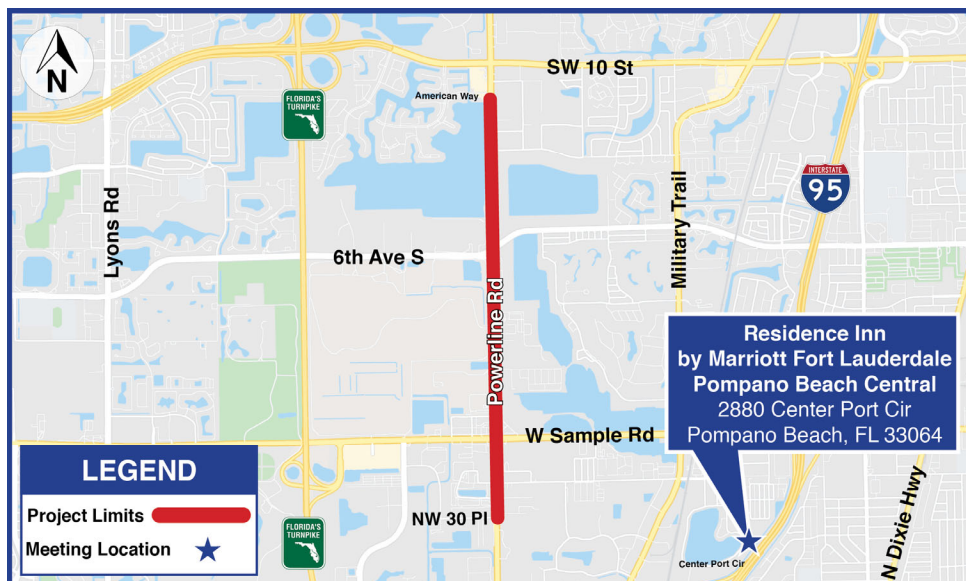 N
SW 10 St
American Way
FLORIDA'S
TURNPIKE
INTERSTATE
95
Lyons Rd
Military Trail
6th Ave S
Powerline Rd
Residence Inn
by Marriott Fort Lauderdale
Pompano Beach Central
2880 Center Port Cir
Pompano Beach, FL 33064
W Sample Rd
LEGEND
Project Limits
Meeting Location
NW 30 Pl
FLORIDA'S
TURNPIKE
Center Port Cir
N Dixie Hwy